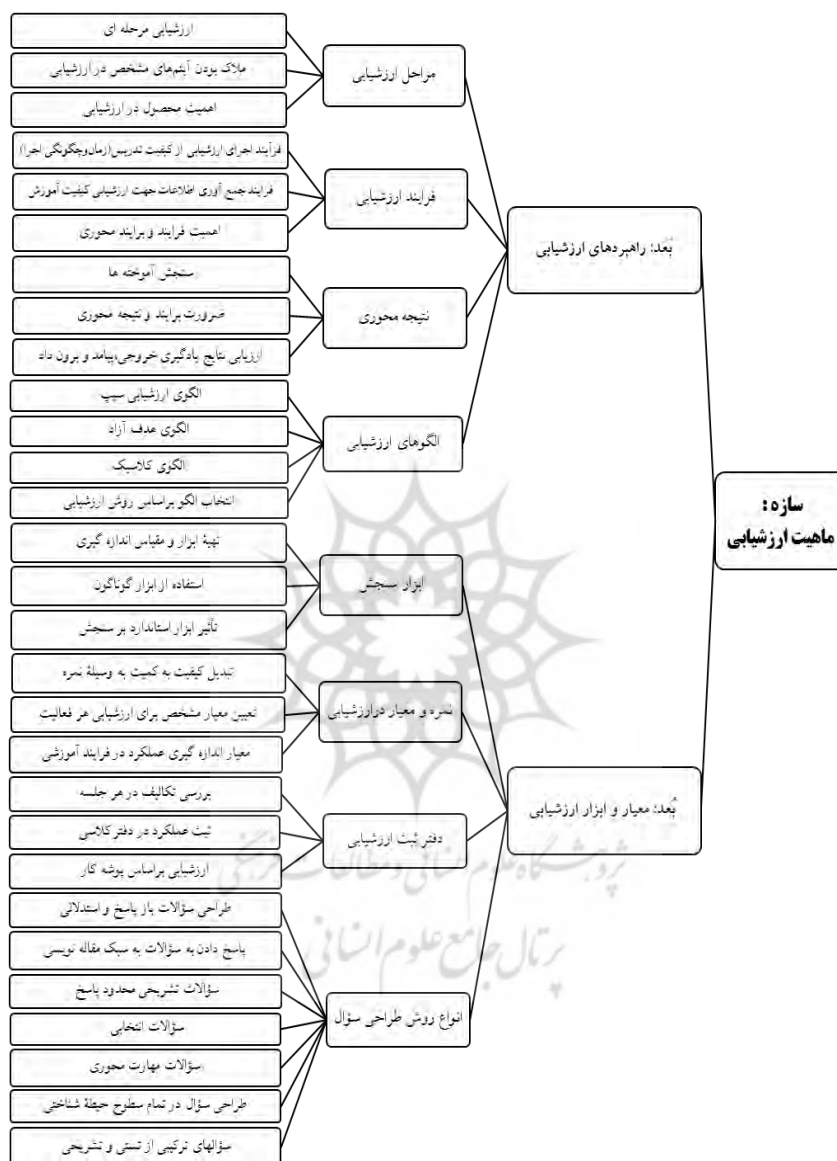 سازه :
ماهیت ارزشیابی
بُعد: راهبردهای ارزشیابی
مراحل ارزشیابی
ارزشیابی مرحله ای
ملاک بودن آیتم‌های مشخص در ارزشیابی
اهمیت محصول در ارزشیابی
فرایند ارزشیابی
فرآیند اجرای ارزشیابی از کیفیت تدریس(زمان‌وچگونگی اجرا)
فرایند جمع آوری اطلاعات جهت ارزشیابی کیفیت آموزش
اهمیت فرایند و برایند محوری
نتیجه محوری
سنجش آموخته ها
ضرورت برایند و نتیجه محوری
ارزیابی نتایج یادگیری خروجی،پیامد و برون داد
الگوهای ارزشیابی
الگوی ارزشیابی سیپ
الگوی هدف آزاد
الگوی کلاسیک
انتخاب الگو براساس روش ارزشیابی
بُعد: معیار و ابزار ارزشیابی
ابزار سنجش
تهیهٔ ابزار و مقیاس اندازه گیری
استفاده از ابزار گوناگون
تأثیر ابزار استاندارد بر سنجش
نمره و معیار درارزشیابی
تبدیل کیفیت به کمیت به وسیلهٔ نمره
تعیین معیار مشخص برای ارزشیابی هر فعالیت
معیار اندازه گیری عملکرد در فرایند آموزشی
دفتر ثبت ارزشیابی
بررسی تکالیف در هر جلسه
ثبت عملکرد در دفتر کلاسی
ارزشیابی براساس پوشه کار
انواع روش طراحی سؤال
طراحی سؤالات باز پاسخ و استدلالی
پاسخ دادن به سؤالات به سبک مقاله نویسی
سؤالات تشریحی محدود پاسخ
سؤالات انتخابی
سؤالات مهارت محوری
طراحی سؤال در تمام سطوح حیطهٔ شناختی
سؤالهای ترکیبی از تستی و تشریحی
پژوهشگاه علوم انسانی و مطالعات فرهنگی
پرتال جامع علوم انسانی